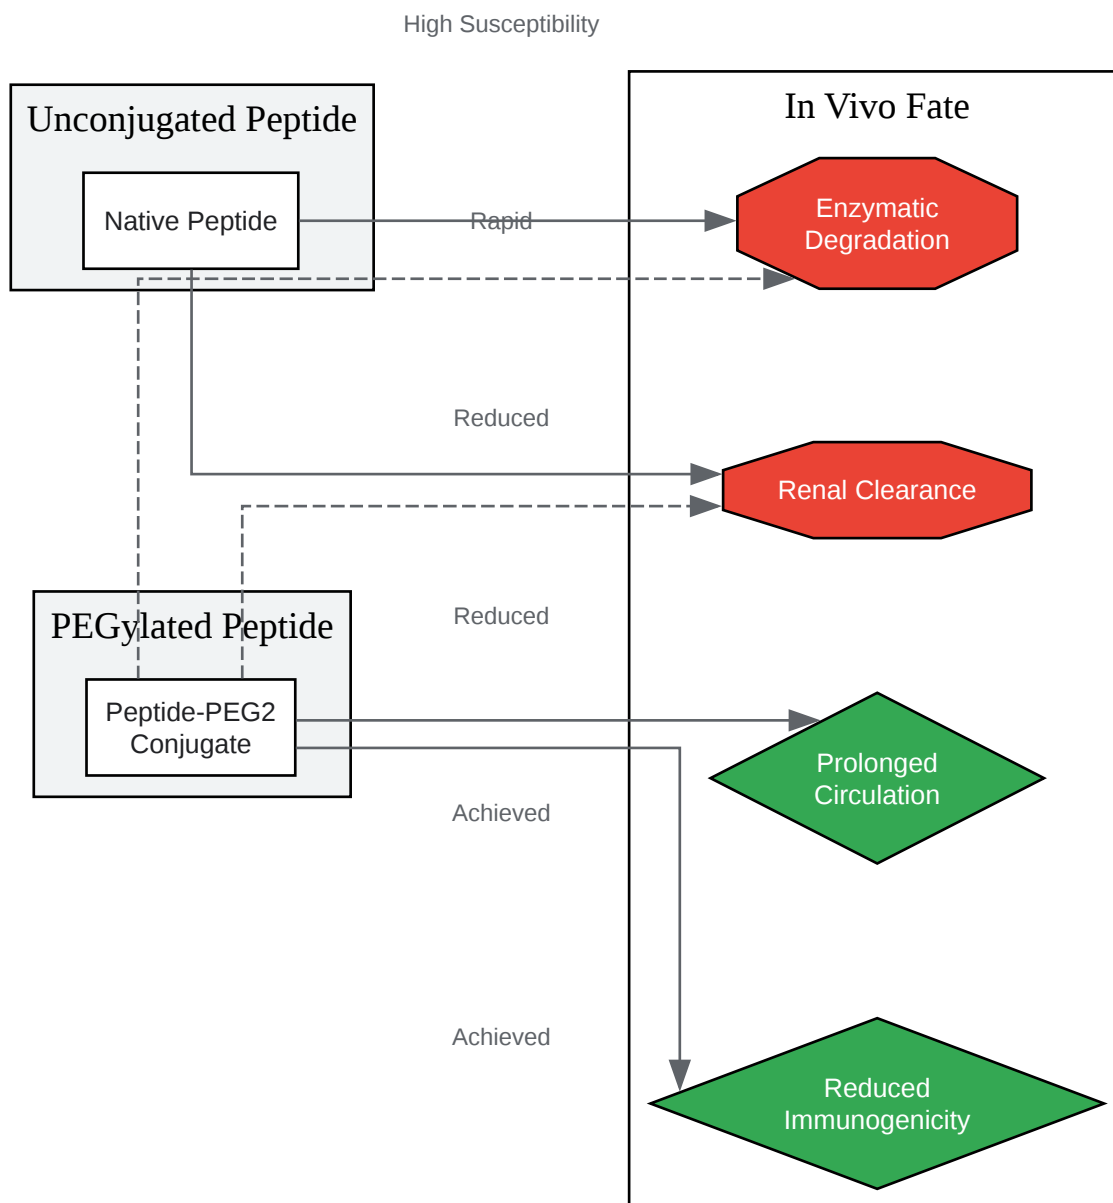 High Susceptibility
Unconjugated Peptide
In Vivo Fate
Native Peptide
Rapid
Enzymatic
Degradation
Reduced
Renal Clearance
PEGylated Peptide
Reduced
Peptide-PEG2
Conjugate
Prolonged
Circulation
Achieved
Achieved
Reduced
Immunogenicity